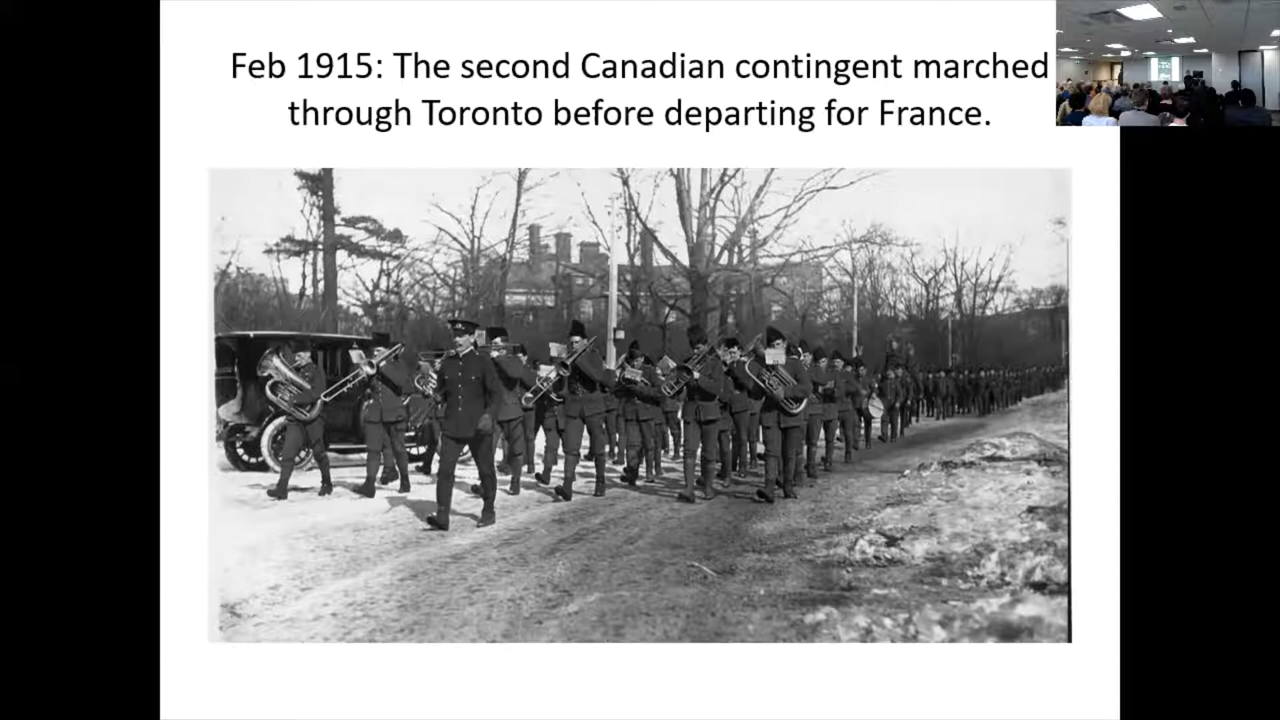 Feb 1915: The second Canadian contingent marched
through Toronto before departing for France.